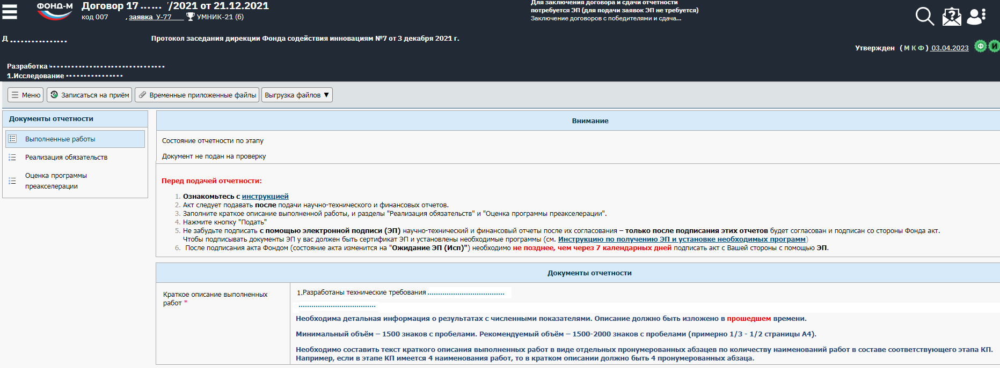 ФОНД-М
Договор 17 ...... '/2021 от 21.12.2021
код 007 , заявка У-77___ УМНИК-21 (6)
Для заключения договора и сдачи отчетности
потребуется ЭП (для подачи заявок ЭП не требуется)
Заключение договоров с победителями и сдача...
Д ................
Протокол заседания дирекции Фонда содействия инновациям №7 от 3 декабря 2021 г.
Утвержден ( М К Ф ) 03.04.2023 Ф И
Разработка ................................
1.Исследование ................
Меню Записаться на приём Временные приложенные файлы Выгрузка файлов ▼
Документы отчетности
Выполненные работы
Реализация обязательств
Оценка программы
преакселерации
Внимание
Состояние отчетности по этапу
Документ не подан на проверку
Перед подачей отчетности:
1. Ознакомьтесь с инструкцией
2. Акт следует подавать после подачи научно-технического и финансовых отчетов.
3. Заполните краткое описание выполненной работы, и разделы "Реализация обязательств" и "Оценка программы преакселерации".
4. Нажмите кнопку "Подать"
5. Не забудьте подписать с помощью электронной подписи (ЭП) научно-технический и финансовый отчеты после их согласования – только после подписания этих отчетов будет согласован и подписан со стороны Фонда акт.
Чтобы подписывать документы ЭП у вас должен быть сертификат ЭП и установлены необходимые программы (см. Инструкцию по получению ЭП и установке необходимых программ)
6. После подписания акта Фондом (состояние акта изменится на "Ожидание ЭП (Исп)") необходимо не позднее, чем через 7 календарных дней подписать акт с Вашей стороны с помощью ЭП.
Документы отчетности
Краткое описание выполненных
работ *
1.Разработаны технические требования ....................................
....................................
Необходима детальная информация о результатах с численными показателями. Описание должно быть изложено в прошедшем времени.
Минимальный объём – 1500 знаков с пробелами. Рекомендуемый объём – 1500-2000 знаков с пробелами (примерно 1/3 - 1/2 страницы А4).
Необходимо составить текст краткого описания выполненных работ в виде отдельных пронумерованных абзацев по количеству наименований работ в составе соответствующего этапа КП.
Например, если в этапе КП имеется 4 наименования работ, то в кратком описании должно быть 4 пронумерованных абзаца.